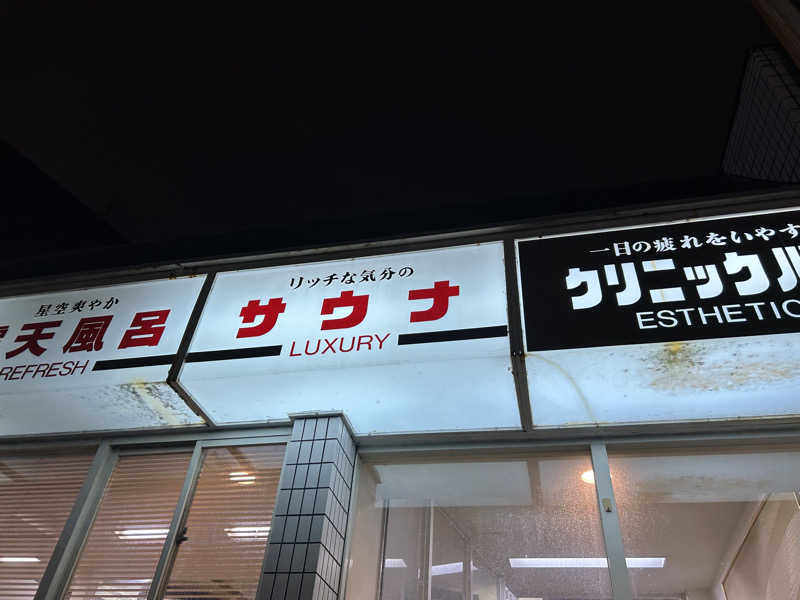 星空爽やか
天風呂
REFRESH
リッチな気分の
サウナ
LUXURY
一日の疲れをいやす
クリニック
ESTHETIC